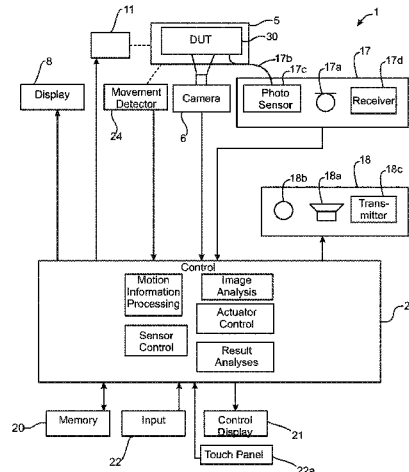 1
11
5
DUT
30
17b
8
17
17a
17d
17c
Display
Movement
Detector
Camera
Photo
Sensor
Receiver
24
6
18
18b
18a
18c
Trans-
mitter
Control
Motion
Information
Processing
Image Analysis
Actuator
Control
2
Sensor
Control
Result
Analyses
Memory
Input
Control
Display
20
22
21
Touch Panel
22a